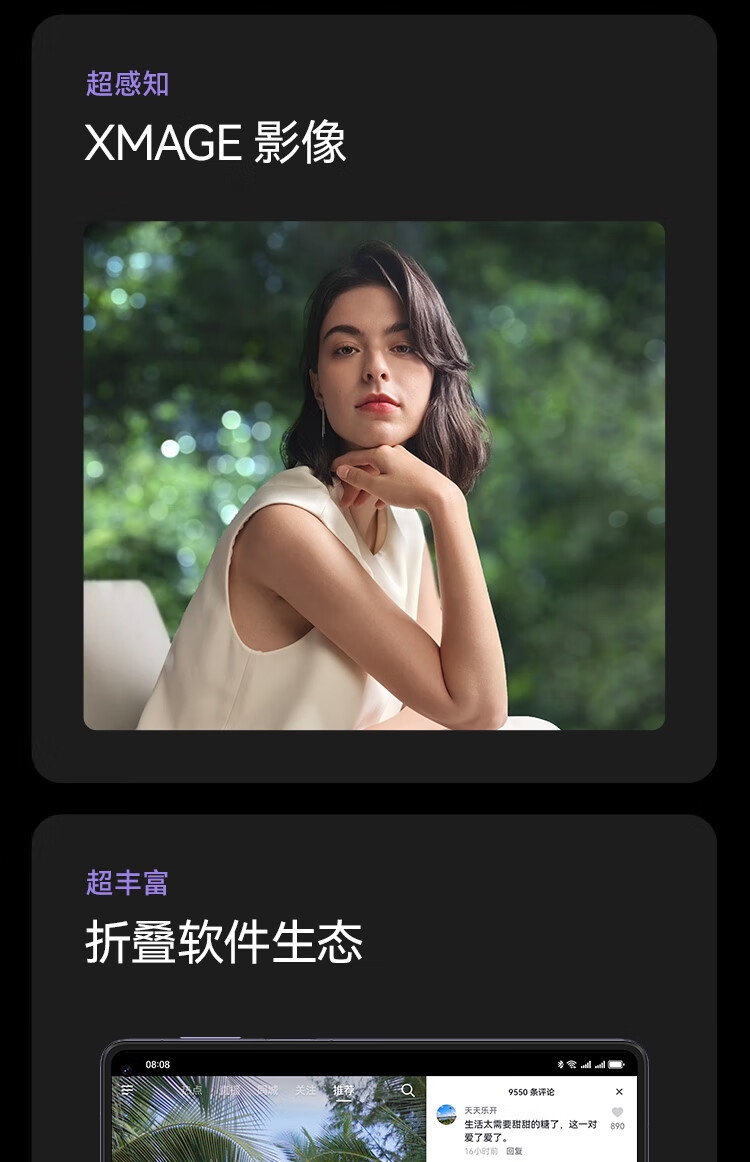 超感知
XMAGE 影像
超丰富
折叠软件生态
08:08
热点 直播 同城 关注 推荐
9550 条评论
天天乐开
生活太需要甜甜的糖了，这一对
爱了爱了。
890
16小时前 回复